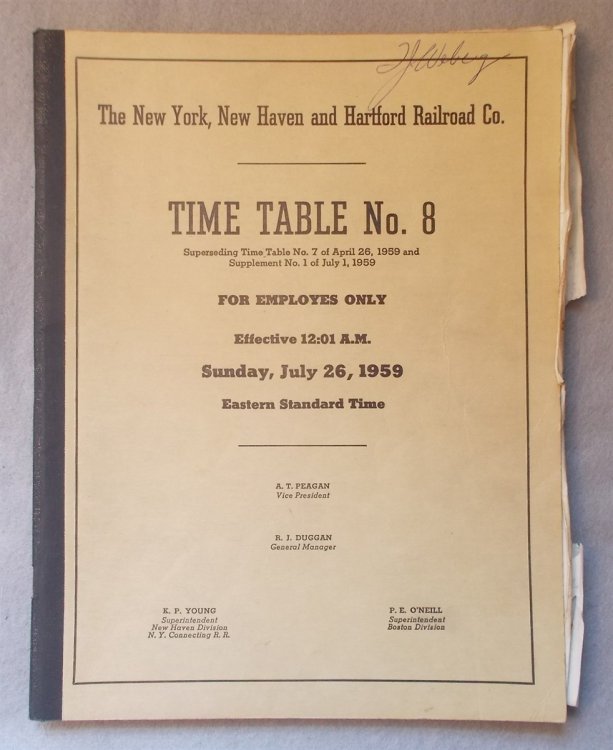 The New York, New Haven and Hartford Railroad Co.
TIME TABLE No. 8
Superseding Time Table No. 7 of April 26, 1959 and
Supplement No. 1 of July 1, 1959
FOR EMPLOYES ONLY
Effective 12:01 A.M.
Sunday, July 26, 1959
Eastern Standard Time
A. T. PEAGAN
Vice President
R. J. DUGGAN
General Manager
K. P. YOUNG
Superintendent
New Haven Division
N. Y. Connecting R. R.
P. E. O'NEILL
Superintendent
Boston Division